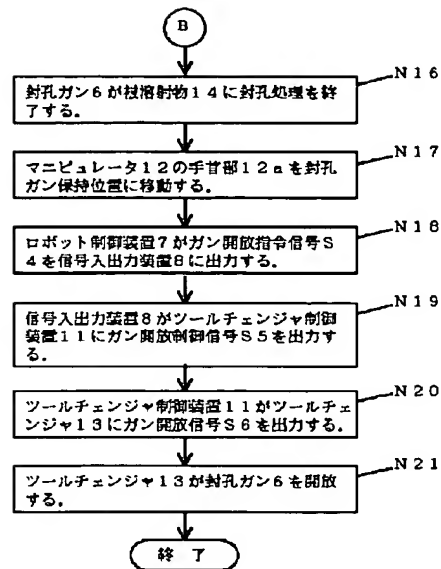 B
N16
封孔ガン6が被溶射物14に封孔処理を終
了する。
N17
マニピュレータ12の手首部12aを封孔
ガン保持位置に移動する。
N18
ロボット制御装置7がガン開放指令信号S
4を信号入出力装置8に出力する。
N19
信号入出力装置8がツールチェンジャ制御
装置11にガン開放制御信号S5を出力す
る。
N20
ツールチェンジャ制御装置11がツールチェ
ンジャ13にガン開放信号S6を出力する。
N21
ツールチェンジャ13が封孔ガン6を開放
する。
終 了